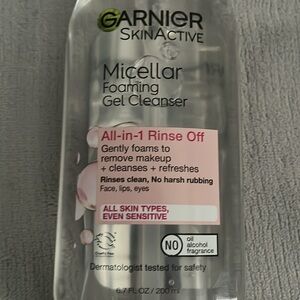 GARNIER
SKINACTIVE
Micellar
Foaming
Gel Cleanser
All-in-1 Rinse Off
Gently foams to
remove makeup
+ cleanses + refreshes
Rinses clean, No harsh rubbing
Face, lips, eyes
ALL SKIN TYPES,
EVEN SENSITIVE
Cruelty Free
NO
oil
alcohol
fragrance
Dermatologist tested for safety
6.7 FL OZ / 200 ml